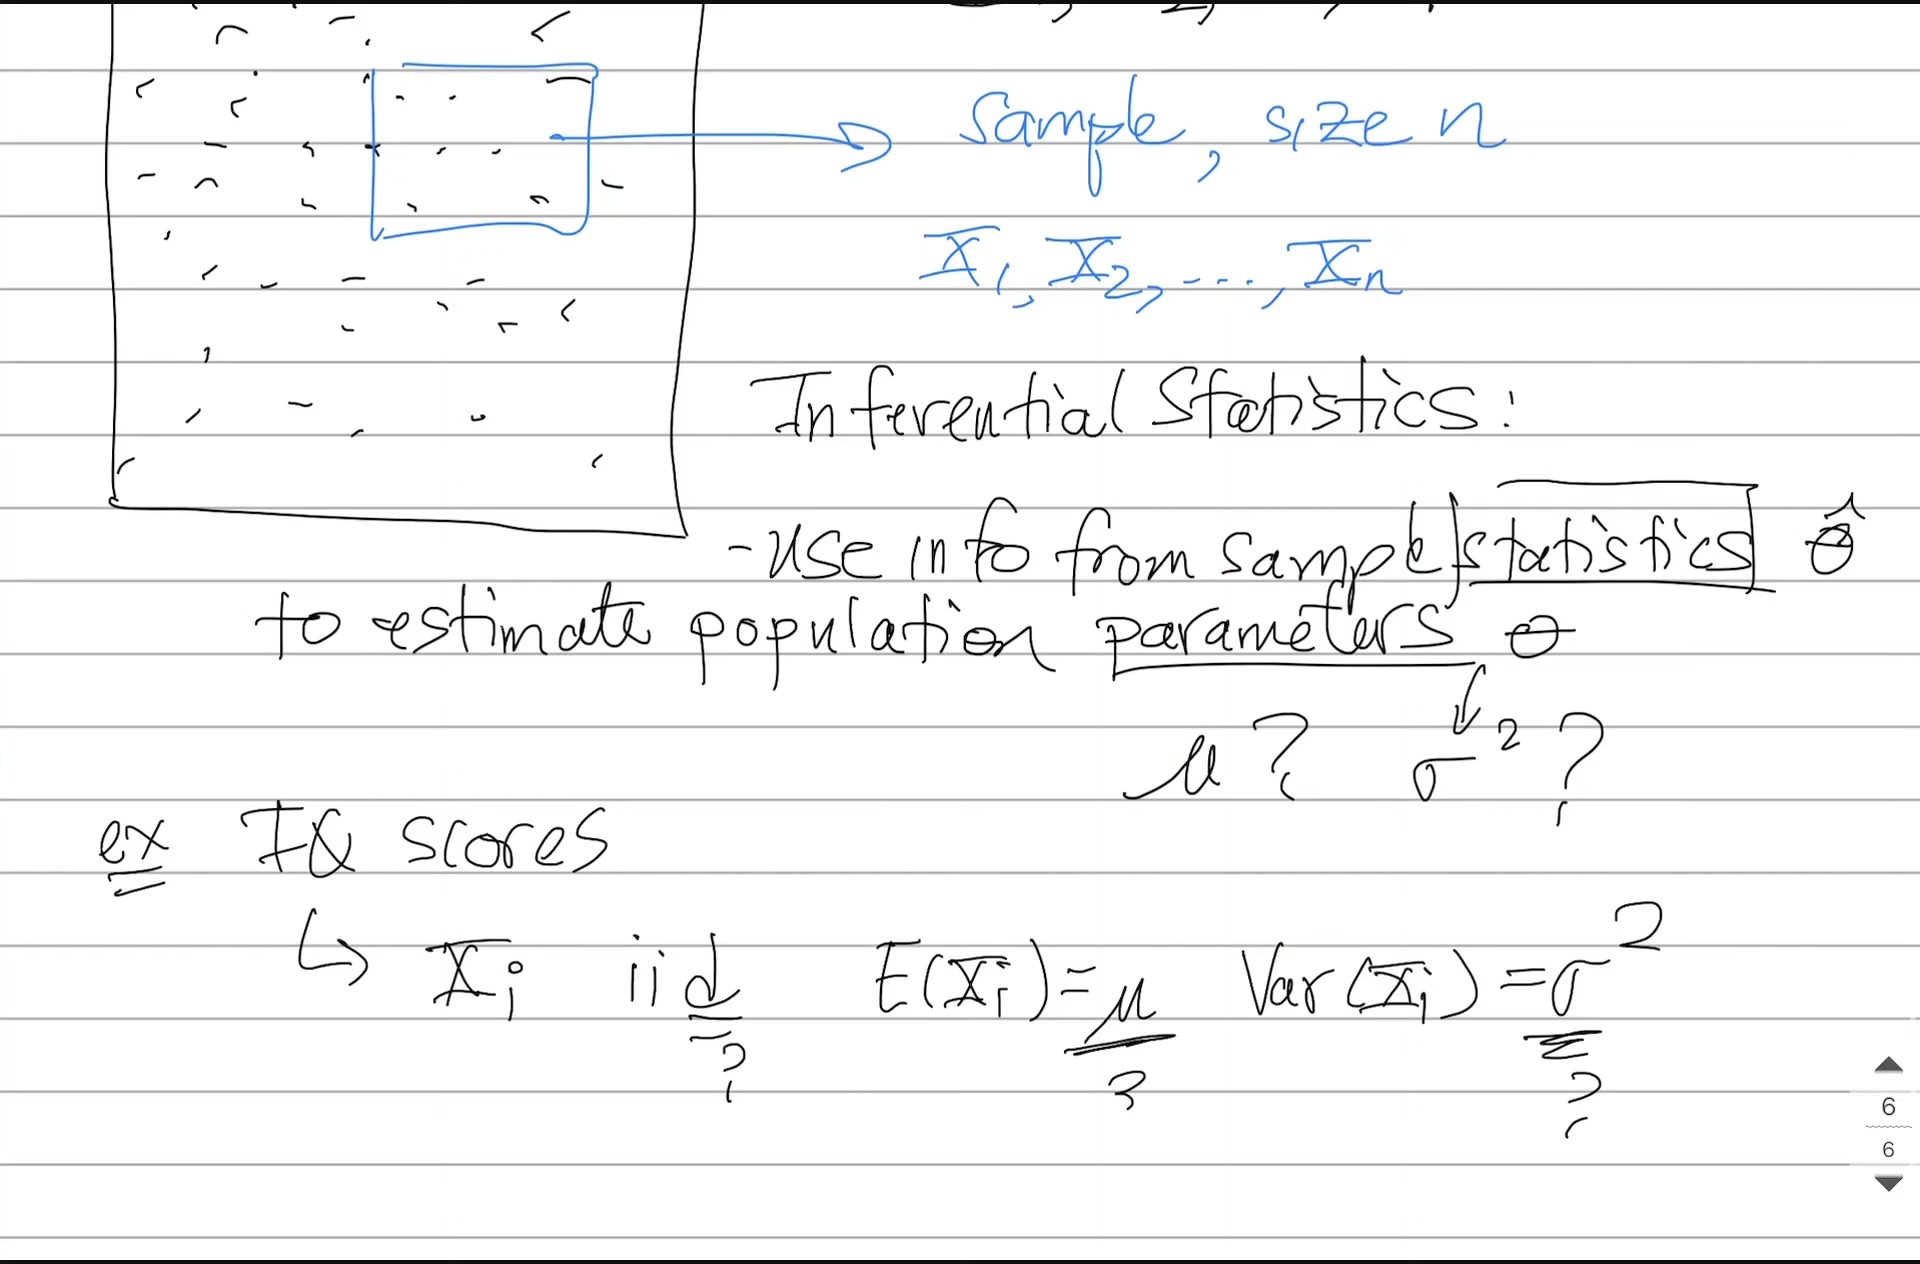 sample, size n
X1, X2, ..., Xn
Inferential Statistics:
- use info from sample statistics θ̂
to estimate population parameters θ
μ? σ²?
ex IQ scores
↳ Xi iid E(Xi) = μ Var(Xi) = σ²
? ? ?
6
6